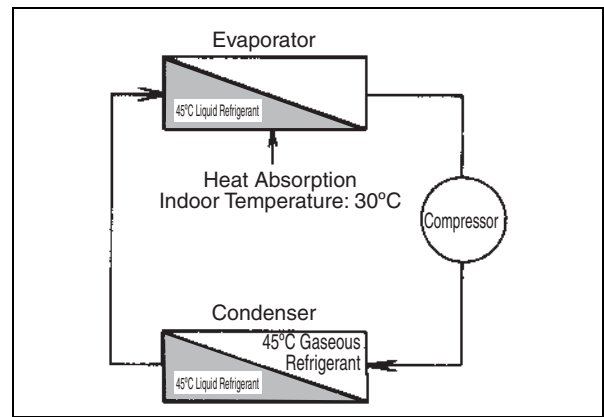 Evaporator
45ºC Liquid Refrigerant
Heat Absorption
Indoor Temperature: 30ºC
Compressor
Condenser
45ºC Gaseous
Refrigerant
45ºC Liquid Refrigerant